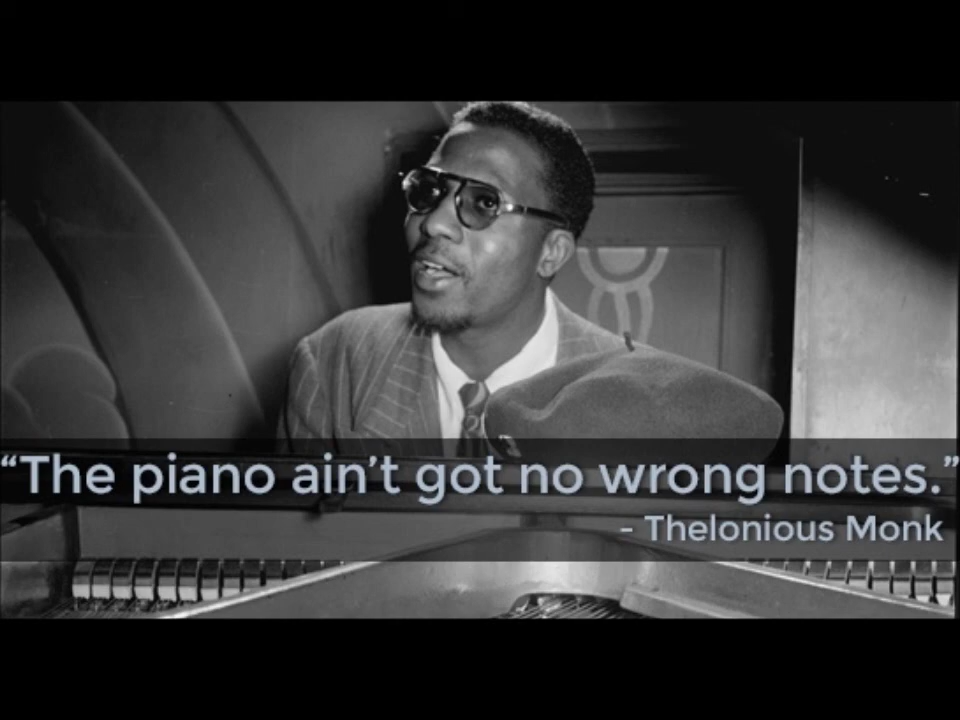 “The piano ain’t got no wrong notes.”
– Thelonious Monk